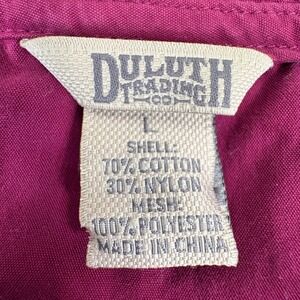 DULUTH
TRADING
CO
L
SHELL:
70% COTTON
30% NYLON
MESH:
100% POLYESTER
MADE IN CHINA